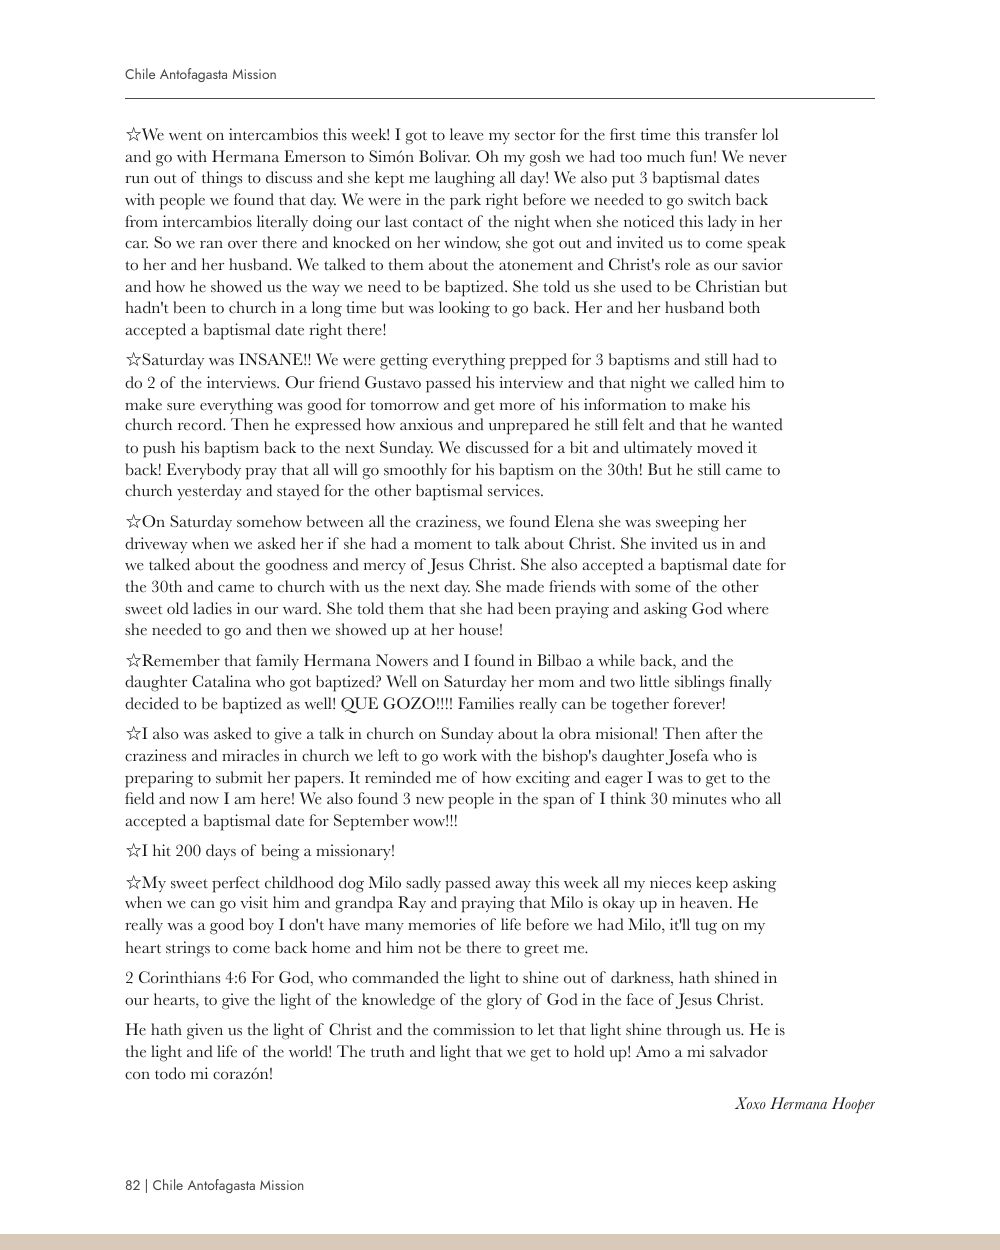 Chile Antofagasta Mission
☆We went on intercambios this week! I got to leave my sector for the first time this transfer lol
and go with Hermana Emerson to Simón Bolivar. Oh my gosh we had too much fun! We never
run out of things to discuss and she kept me laughing all day! We also put 3 baptismal dates
with people we found that day. We were in the park right before we needed to go switch back
from intercambios literally doing our last contact of the night when she noticed this lady in her
car. So we ran over there and knocked on her window, she got out and invited us to come speak
to her and her husband. We talked to them about the atonement and Christ's role as our savior
and how he showed us the way we need to be baptized. She told us she used to be Christian but
hadn't been to church in a long time but was looking to go back. Her and her husband both
accepted a baptismal date right there!
☆Saturday was INSANE!! We were getting everything prepped for 3 baptisms and still had to
do 2 of the interviews. Our friend Gustavo passed his interview and that night we called him to
make sure everything was good for tomorrow and get more of his information to make his
church record. Then he expressed how anxious and unprepared he still felt and that he wanted
to push his baptism back to the next Sunday. We discussed for a bit and ultimately moved it
back! Everybody pray that all will go smoothly for his baptism on the 30th! But he still came to
church yesterday and stayed for the other baptismal services.
☆On Saturday somehow between all the craziness, we found Elena she was sweeping her
driveway when we asked her if she had a moment to talk about Christ. She invited us in and
we talked about the goodness and mercy of Jesus Christ. She also accepted a baptismal date for
the 30th and came to church with us the next day. She made friends with some of the other
sweet old ladies in our ward. She told them that she had been praying and asking God where
she needed to go and then we showed up at her house!
☆Remember that family Hermana Nowers and I found in Bilbao a while back, and the
daughter Catalina who got baptized? Well on Saturday her mom and two little siblings finally
decided to be baptized as well! QUE GOZO!!!! Families really can be together forever!
☆I also was asked to give a talk in church on Sunday about la obra misional! Then after the
craziness and miracles in church we left to go work with the bishop's daughter Josefa who is
preparing to submit her papers. It reminded me of how exciting and eager I was to get to the
field and now I am here! We also found 3 new people in the span of I think 30 minutes who all
accepted a baptismal date for September wow!!!
☆I hit 200 days of being a missionary!
☆My sweet perfect childhood dog Milo sadly passed away this week all my nieces keep asking
when we can go visit him and grandpa Ray and praying that Milo is okay up in heaven. He
really was a good boy I don't have many memories of life before we had Milo, it'll tug on my
heart strings to come back home and him not be there to greet me.
2 Corinthians 4:6 For God, who commanded the light to shine out of darkness, hath shined in
our hearts, to give the light of the knowledge of the glory of God in the face of Jesus Christ.
He hath given us the light of Christ and the commission to let that light shine through us. He is
the light and life of the world! The truth and light that we get to hold up! Amo a mi salvador
con todo mi corazón!
Xoxo Hermana Hooper
82 | Chile Antofagasta Mission